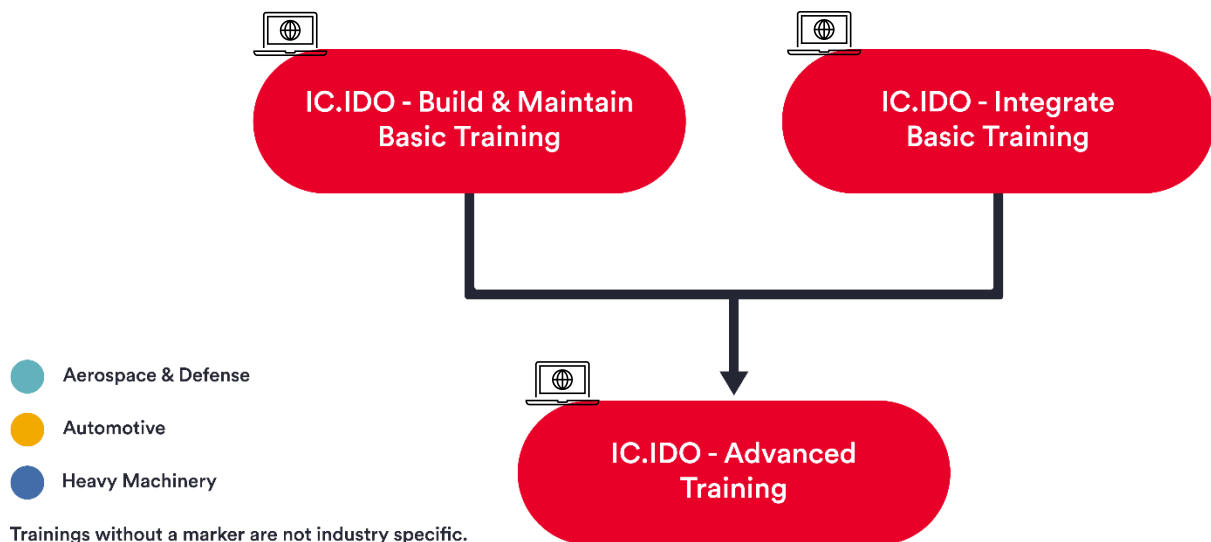 IC.IDO - Build & Maintain
Basic Training
IC.IDO - Integrate
Basic Training
Aerospace & Defense
Automotive
Heavy Machinery
Trainings without a marker are not industry specific.
IC.IDO - Advanced
Training